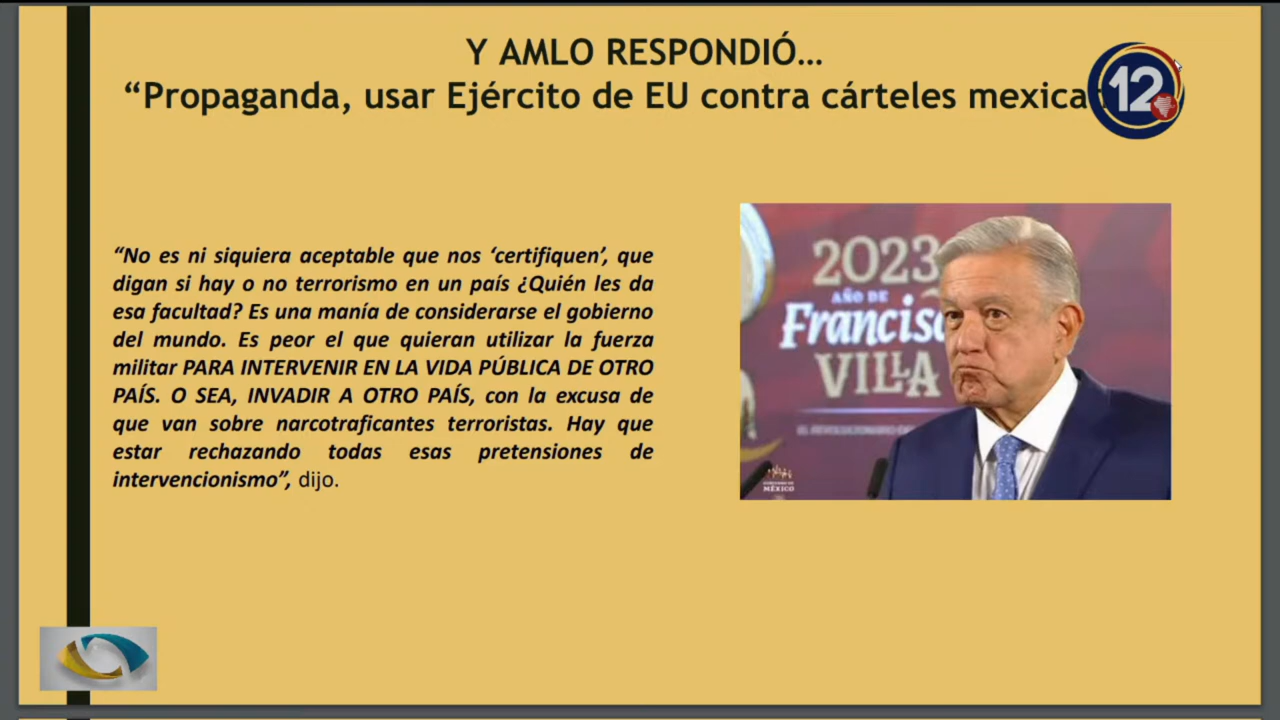 Y AMLO RESPONDIÓ...
“Propaganda, usar Ejército de EU contra cárteles
12
“No es ni siquiera aceptable que nos ‘certifiquen’, que
digan si hay o no terrorismo en un país ¿Quién les da
esa facultad? Es una manía de considerarse el gobierno
del mundo. Es peor el que quieran utilizar la fuerza
militar PARA INTERVENIR EN LA VIDA PÚBLICA DE OTRO
PAÍS. O SEA, INVADIR A OTRO PAÍS, con la excusa de
que van sobre narcotraficantes terroristas. Hay que
estar rechazando todas esas pretensiones de
intervencionismo”, dijo.
2023
AÑO DE
Francisc
VILLA
MÉXICO